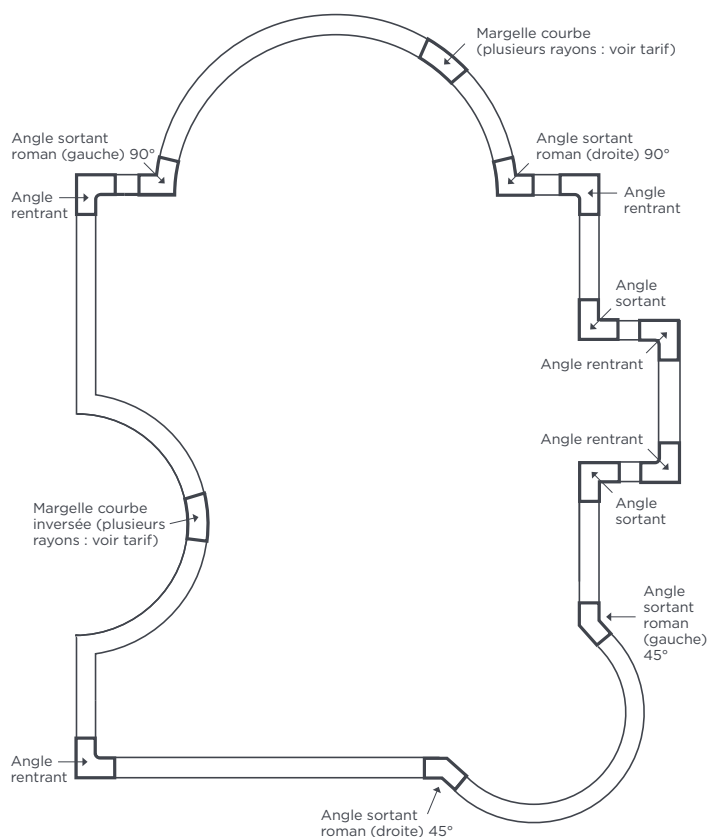 Margelle courbe
(plusieurs rayons : voir tarif)
Angle sortant
roman (gauche) 90°
Angle sortant
roman (droite) 90°
Angle
rentrant
Angle
rentrant
Angle
sortant
Angle rentrant
Angle rentrant
Angle
sortant
Margelle courbe
inversée (plusieurs
rayons : voir tarif)
Angle
sortant
roman
(gauche)
45°
Angle
rentrant
Angle sortant
roman (droite) 45°